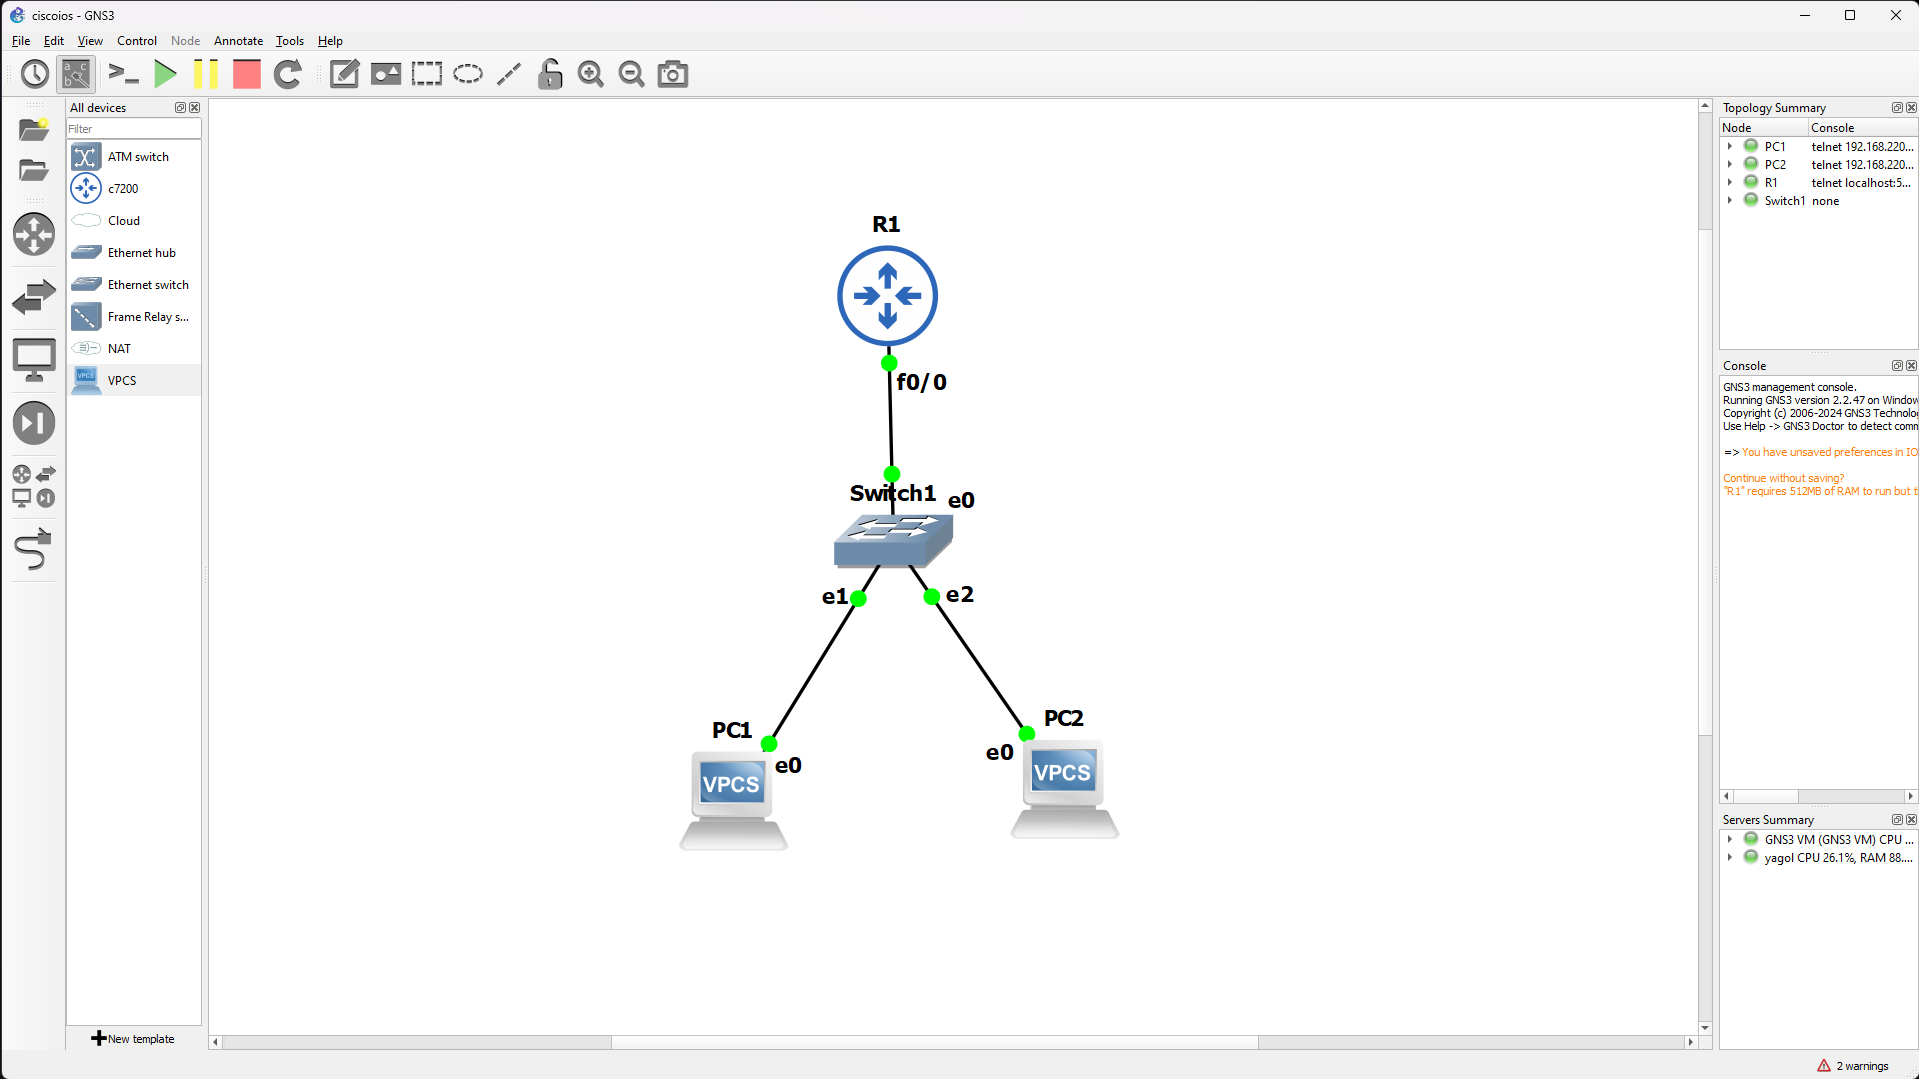 ciscoios - GNS3
File Edit View Control Node Annotate Tools Help
All devices
Filter
ATM switch
c7200
Cloud
Ethernet hub
Ethernet switch
Frame Relay s...
NAT
VPCS
New template
R1
f0/0
Switch1
e0
e1
e2
PC1
e0
VPCS
PC2
e0
VPCS
Topology Summary
Node Console
PC1 telnet 192.168.220...
PC2 telnet 192.168.220...
R1 telnet localhost:5...
Switch1 none
Console
GNS3 management console.
Running GNS3 version 2.2.47 on Window
Copyright (c) 2006-2024 GNS3 Technolo
Use Help -> GNS3 Doctor to detect comm
=> You have unsaved preferences in IO
Continue without saving?
"R1" requires 512MB of RAM to run but t
Servers Summary
GNS3 VM (GNS3 VM) CPU ...
yagol CPU 26.1%, RAM 88....
2 warnings